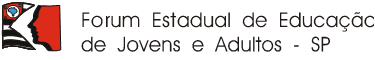 Forum Estadual de Educação
de Jovens e Adultos - SP